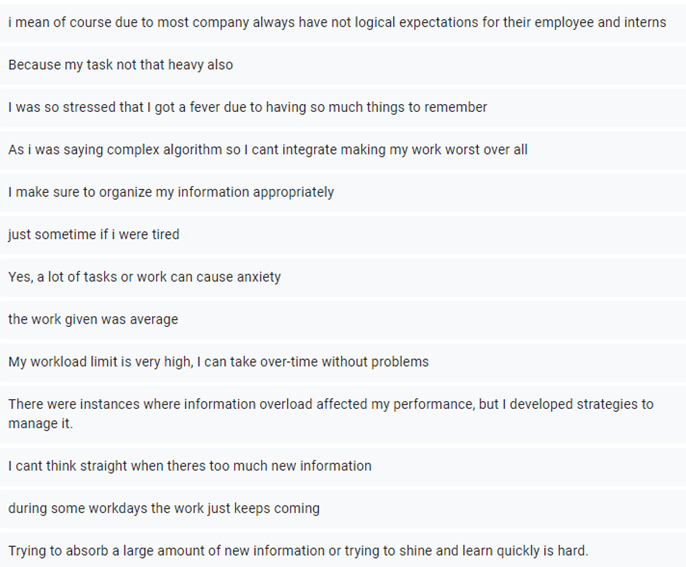 i mean of course due to most company always have not logical expectations for their employee and interns
Because my task not that heavy also
I was so stressed that I got a fever due to having so much things to remember
As i was saying complex algorithm so I cant integrate making my work worst over all
I make sure to organize my information appropriately
just sometime if i were tired
Yes, a lot of tasks or work can cause anxiety
the work given was average
My workload limit is very high, I can take over-time without problems
There were instances where information overload affected my performance, but I developed strategies to
manage it.
I cant think straight when theres too much new information
during some workdays the work just keeps coming
Trying to absorb a large amount of new information or trying to shine and learn quickly is hard.